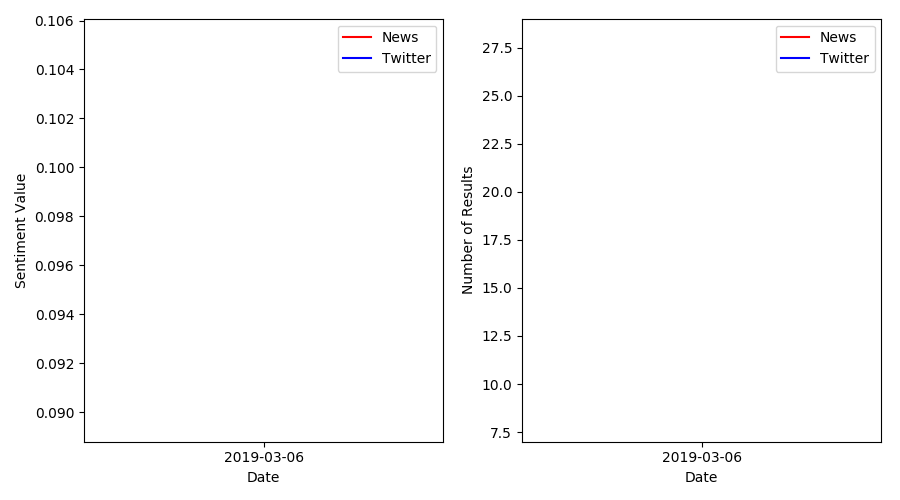 0.106
0.104
0.102
0.100
0.098
0.096
0.094
0.092
0.090
Sentiment Value
2019-03-06
Date
News
Twitter
27.5
25.0
22.5
20.0
17.5
15.0
12.5
10.0
7.5
Number of Results
2019-03-06
Date
News
Twitter